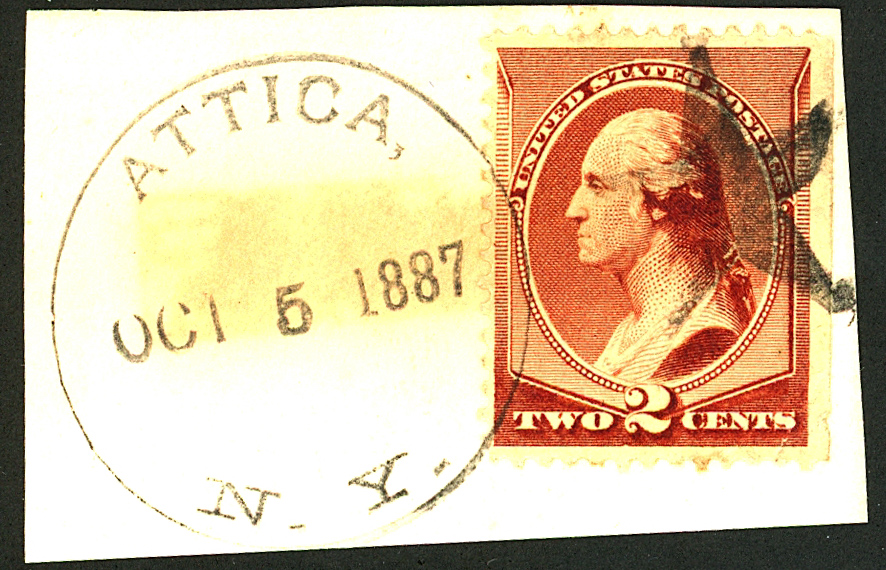 ATTICA,
OCT 5 1887
N. Y.
UNITED STATES POSTAGE
TWO 2 CENTS